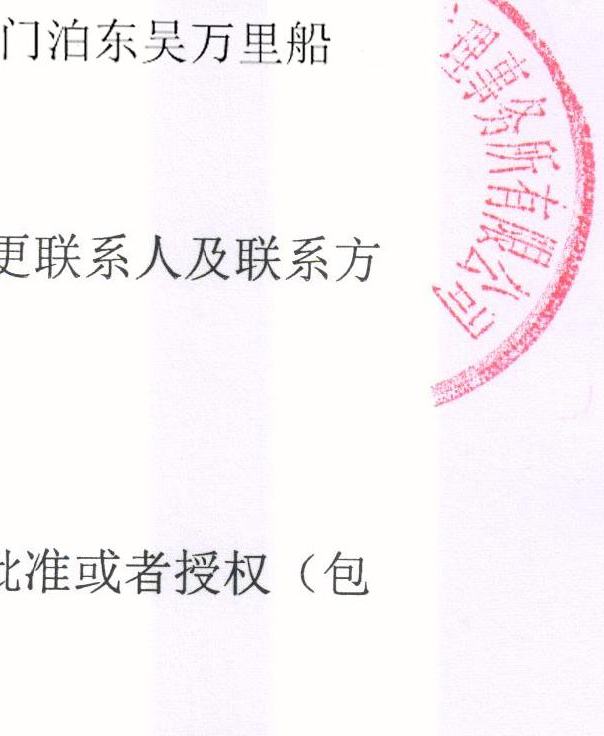 门泊东吴万里船
理事务所有限公司
更联系人及联系方
批准或者授权（包